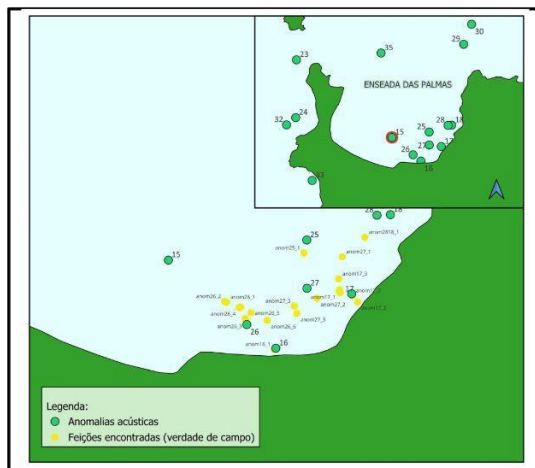 30
29
35
23
ENSEADA DAS PALMAS
24
32
28 18
25
15
27 17
26
16
33
28 18
anom2818_1
25
anom25_1
anom27_1
15
anom17_3
27
17
anom26_2
anom26_1
anom27_3
anom17_1
anom27_2
anom17_2
anom26_4
anom26_5
anom27_5
26
anom26_6
anom16_1
16
Legenda:
Anomalias acústicas
Feições encontradas (verdade de campo)